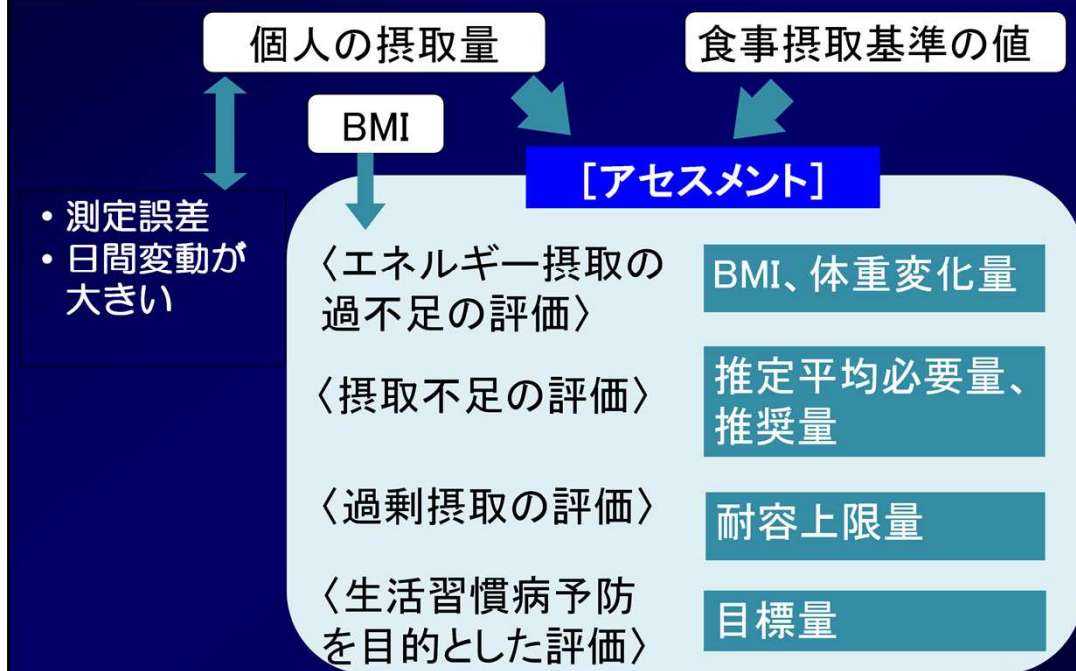 個人の摂取量
食事摂取基準の値
BMI
[アセスメント]
• 測定誤差
• 日間変動が
大きい
〈エネルギー摂取の
過不足の評価〉
BMI、体重変化量
〈摂取不足の評価〉
推定平均必要量、
推奨量
〈過剰摂取の評価〉
耐容上限量
〈生活習慣病予防
を目的とした評価〉
目標量